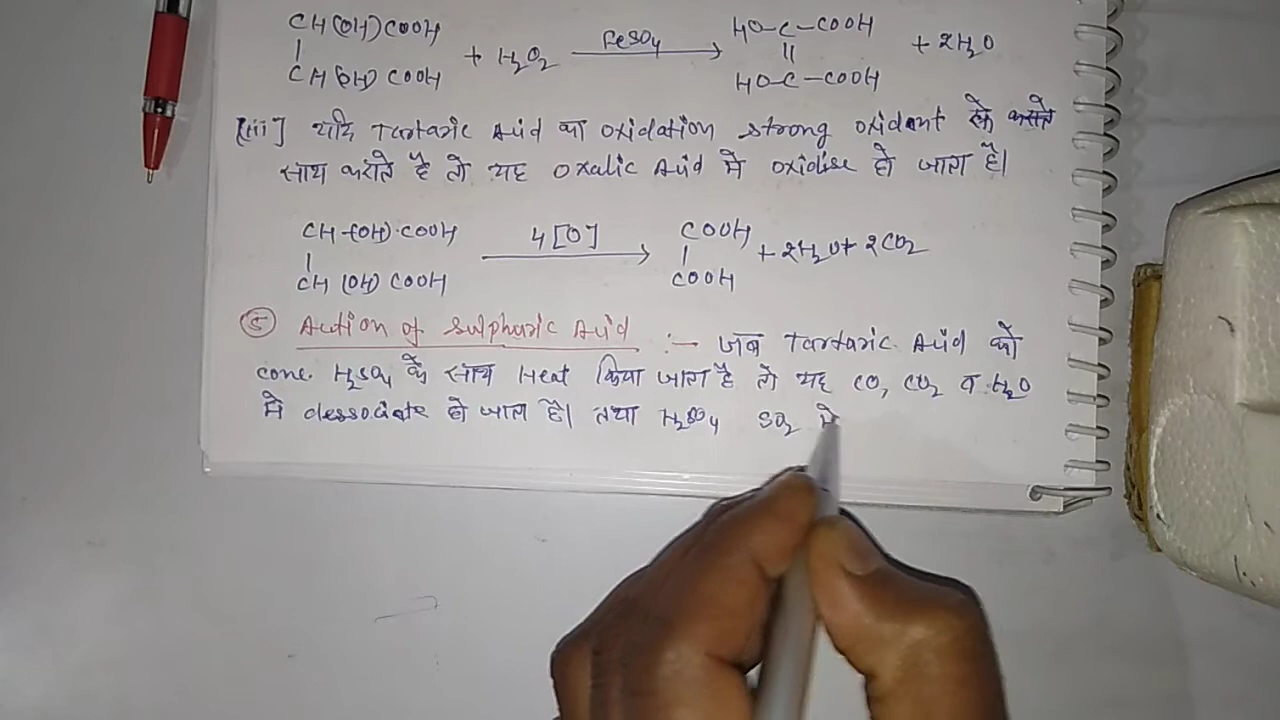 CH(OH)COOH HO-C-COOH
| + H₂O₂ FeSO₄ → || + 2H₂O
CH(OH) COOH HO-C-COOH
[iii] यदि Tartaric Acid का oxidation strong oxidant के
साथ कराते है तो यह Oxalic Acid मे oxidise हो जाता है।
CH-(OH)·COOH 4[O] → COOH
| | + 2H₂O + 2CO₂
CH (OH) COOH COOH
⑤ Action of Sulphuric Acid :- जब Tartaric Acid को
conc. H₂SO₄ के साथ Heat किया जाता है तो यह CO, CO₂ व H₂O
मे dessociate हो जाता है। तथा H₂SO₄ SO₂ मे